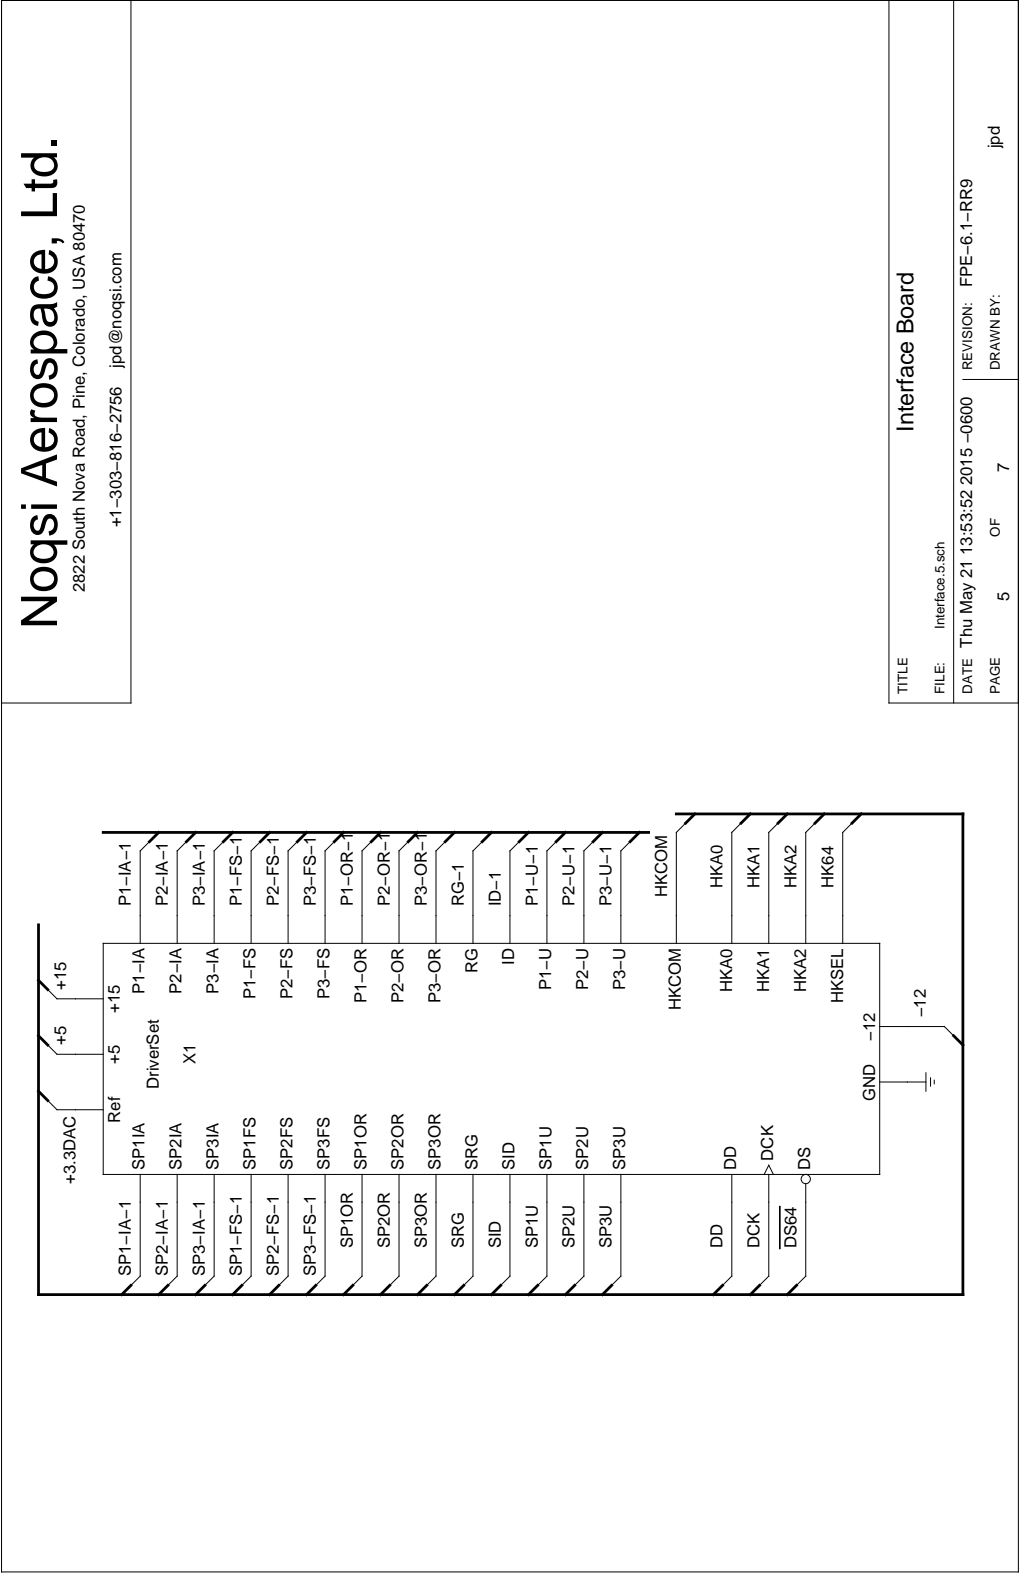 Noqsi Aerospace, Ltd.
2822 South Nova Road, Pine, Colorado, USA 80470
+1−303−816−2756 jpd@noqsi.com
+3.3DAC
+5
+15
Ref
+5
+15
DriverSet
X1
SP1−IA−1 SP1IA P1−IA P1−IA−1
SP2−IA−1 SP2IA P2−IA P2−IA−1
SP3−IA−1 SP3IA P3−IA P3−IA−1
SP1−FS−1 SP1FS P1−FS P1−FS−1
SP2−FS−1 SP2FS P2−FS P2−FS−1
SP3−FS−1 SP3FS P3−FS P3−FS−1
SP1OR SP1OR P1−OR P1−OR−1
SP2OR SP2OR P2−OR P2−OR−1
SP3OR SP3OR P3−OR P3−OR−1
SRG SRG RG RG−1
SID SID ID ID−1
SP1U SP1U P1−U P1−U−1
SP2U SP2U P2−U P2−U−1
SP3U SP3U P3−U P3−U−1
HKCOM HKCOM
DD DD HKA0 HKA0
DCK DCK HKA1 HKA1
DS64 DS HKA2 HKA2
HKSEL HK64
GND −12
−12
TITLE
Interface Board
FILE: Interface.5.sch
DATE Thu May 21 13:53:52 2015 −0600 REVISION: FPE−6.1−RR9
PAGE 5 OF 7 DRAWN BY: jpd